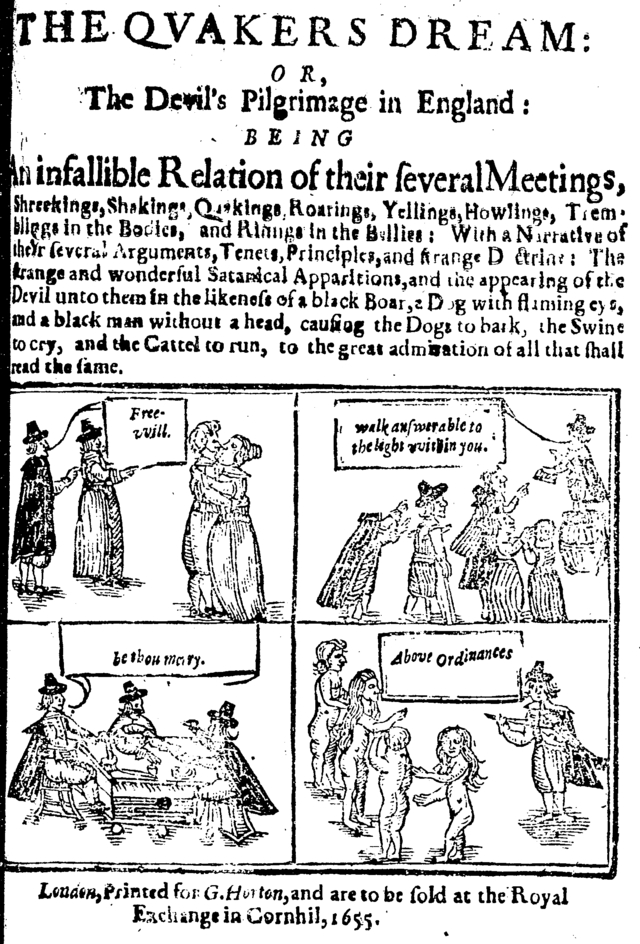 THE QVAKERS DREAM:
OR,
The Devil's Pilgrimage in England:
BEING
An infallible Relation of their ſeveral Meetings,
Shreekings, Shakings, Quakings, Roarings, Yellings, Howlings, Trem-
blings in the Bodies, and Riſings in the Bellies: With a Narrative of
their ſeveral Arguments, Tenets, Principles, and ſtrange Doctrine: The
ſtrange and wonderful Satanical Apparitions, and the appearing of the
Devil unto them in the likeneſs of a black Boar, a Dog with flaming eys,
and a black man without a head, cauſing the Dogs to bark, the Swine
to cry, and the Cattel to run, to the great admiration of all that ſhall
read the ſame.
Free-
will.
walk anſwerable to
the light within you.
be thou merry.
Above Ordinances
London, Printed for G. Horton, and are to be ſold at the Royal
Exchange in Cornhil, 1655.